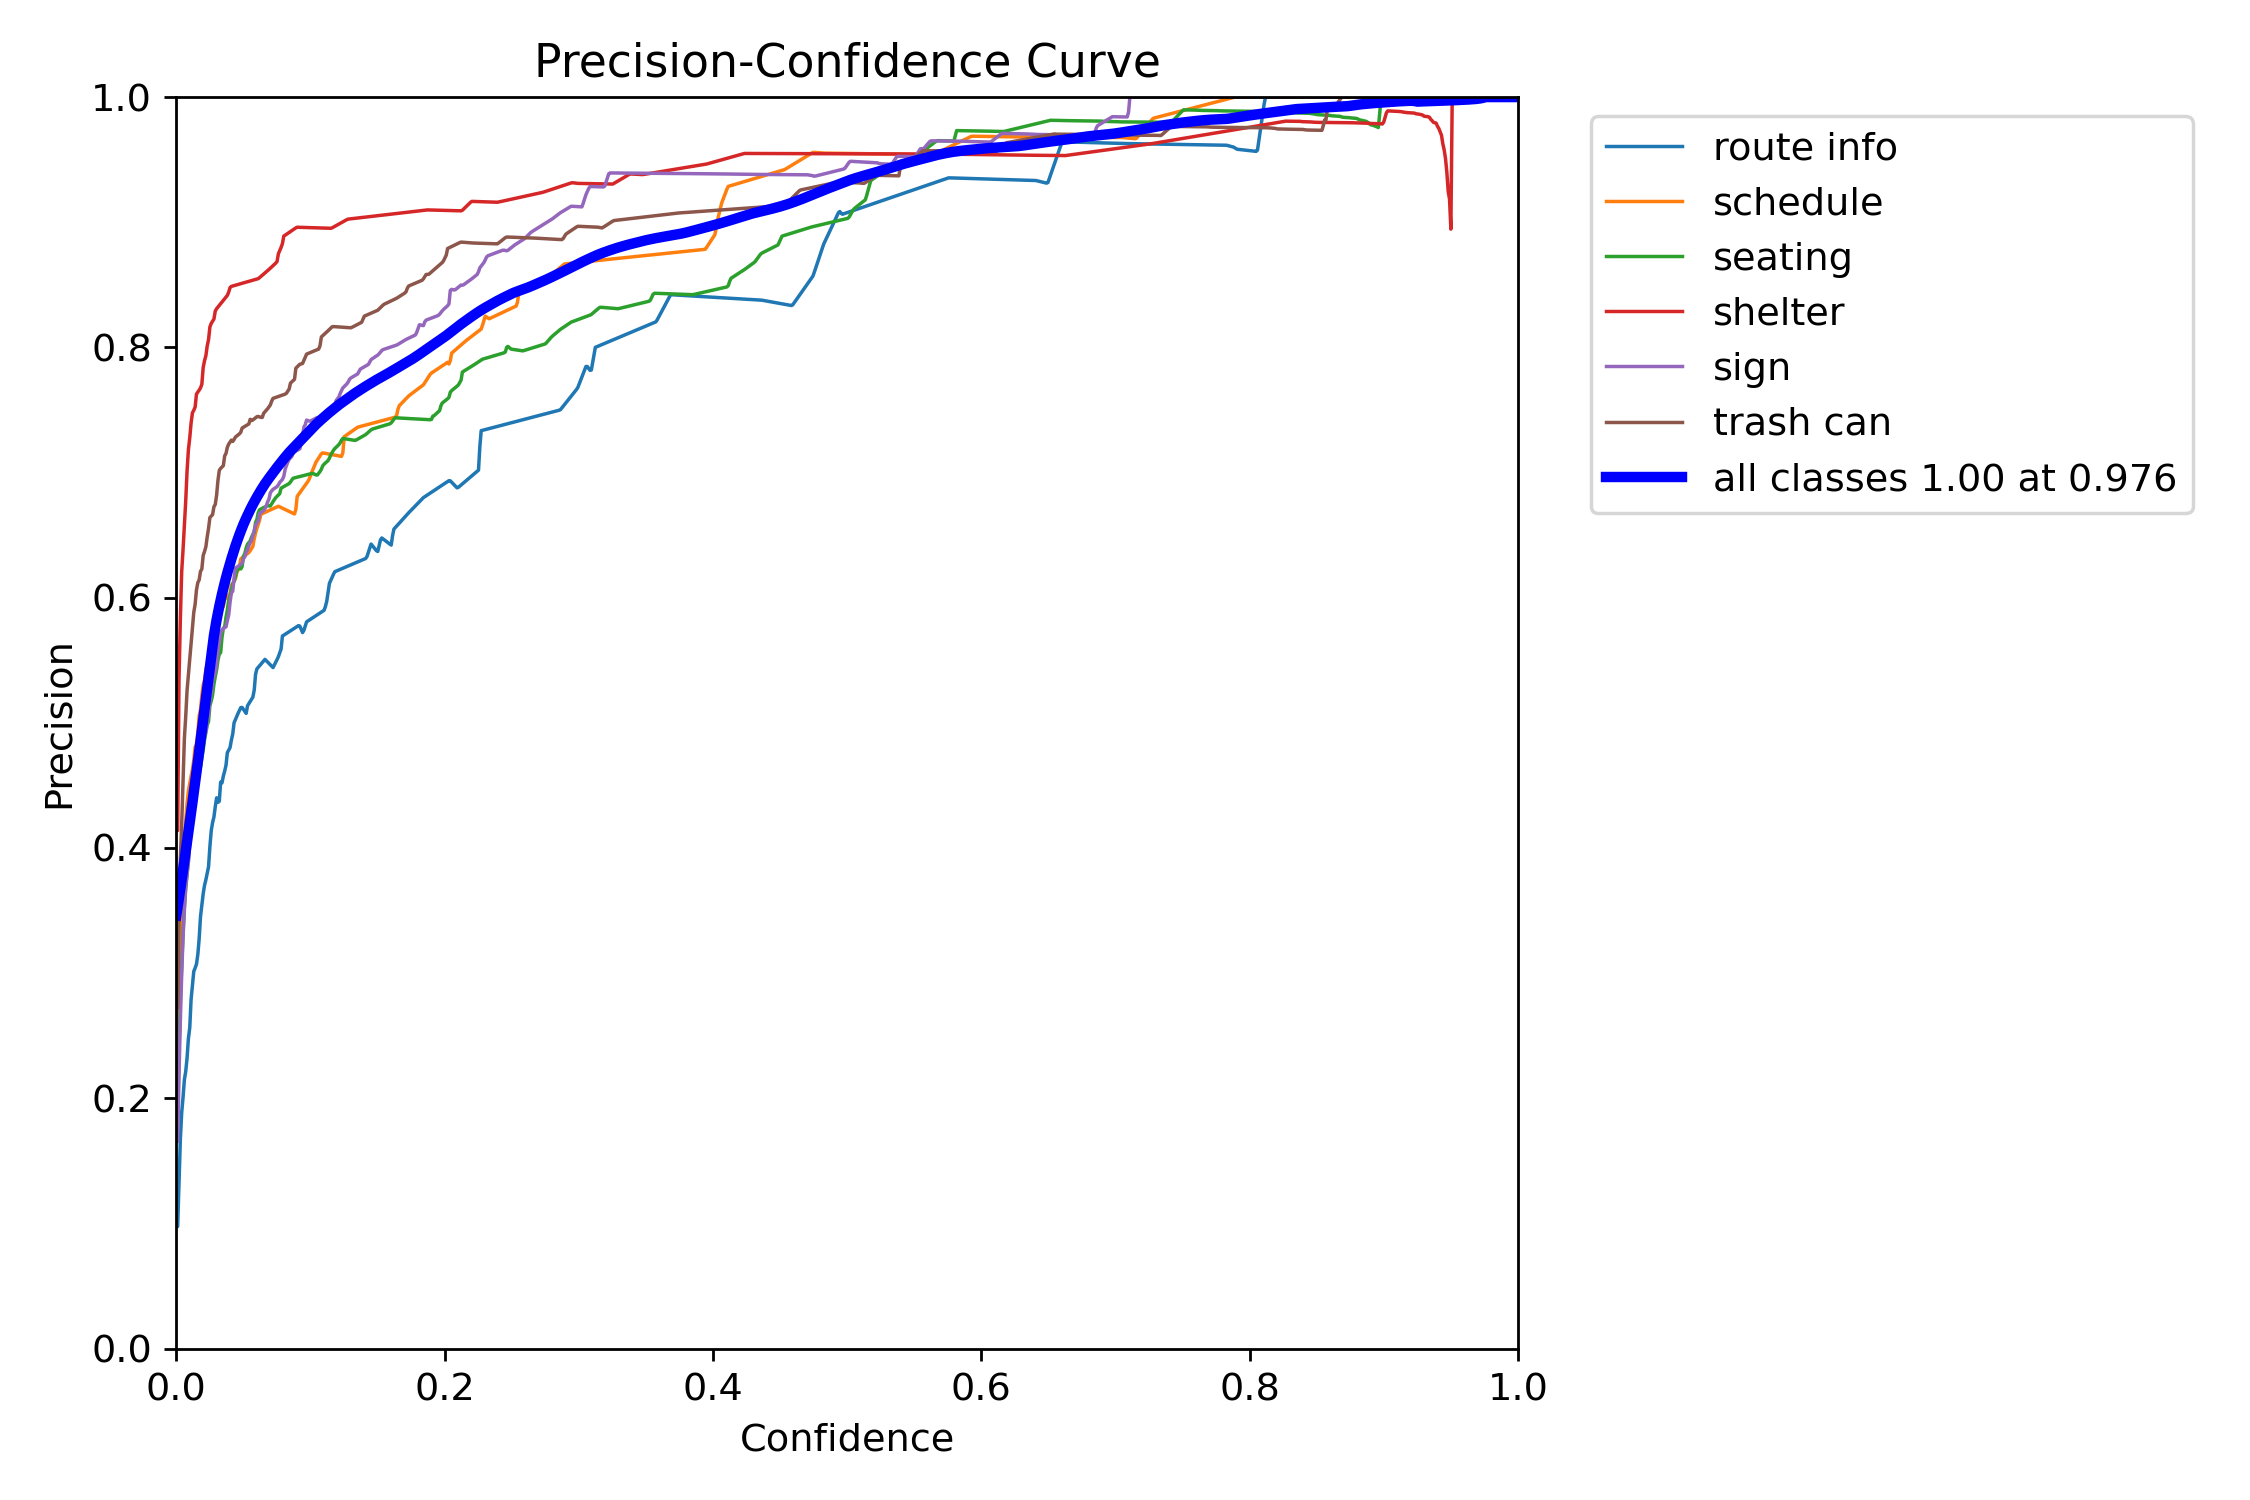 Precision-Confidence Curve
1.0
0.8
0.6
0.4
0.2
0.0
Precision
0.0 0.2 0.4 0.6 0.8 1.0
Confidence
route info
schedule
seating
shelter
sign
trash can
all classes 1.00 at 0.976